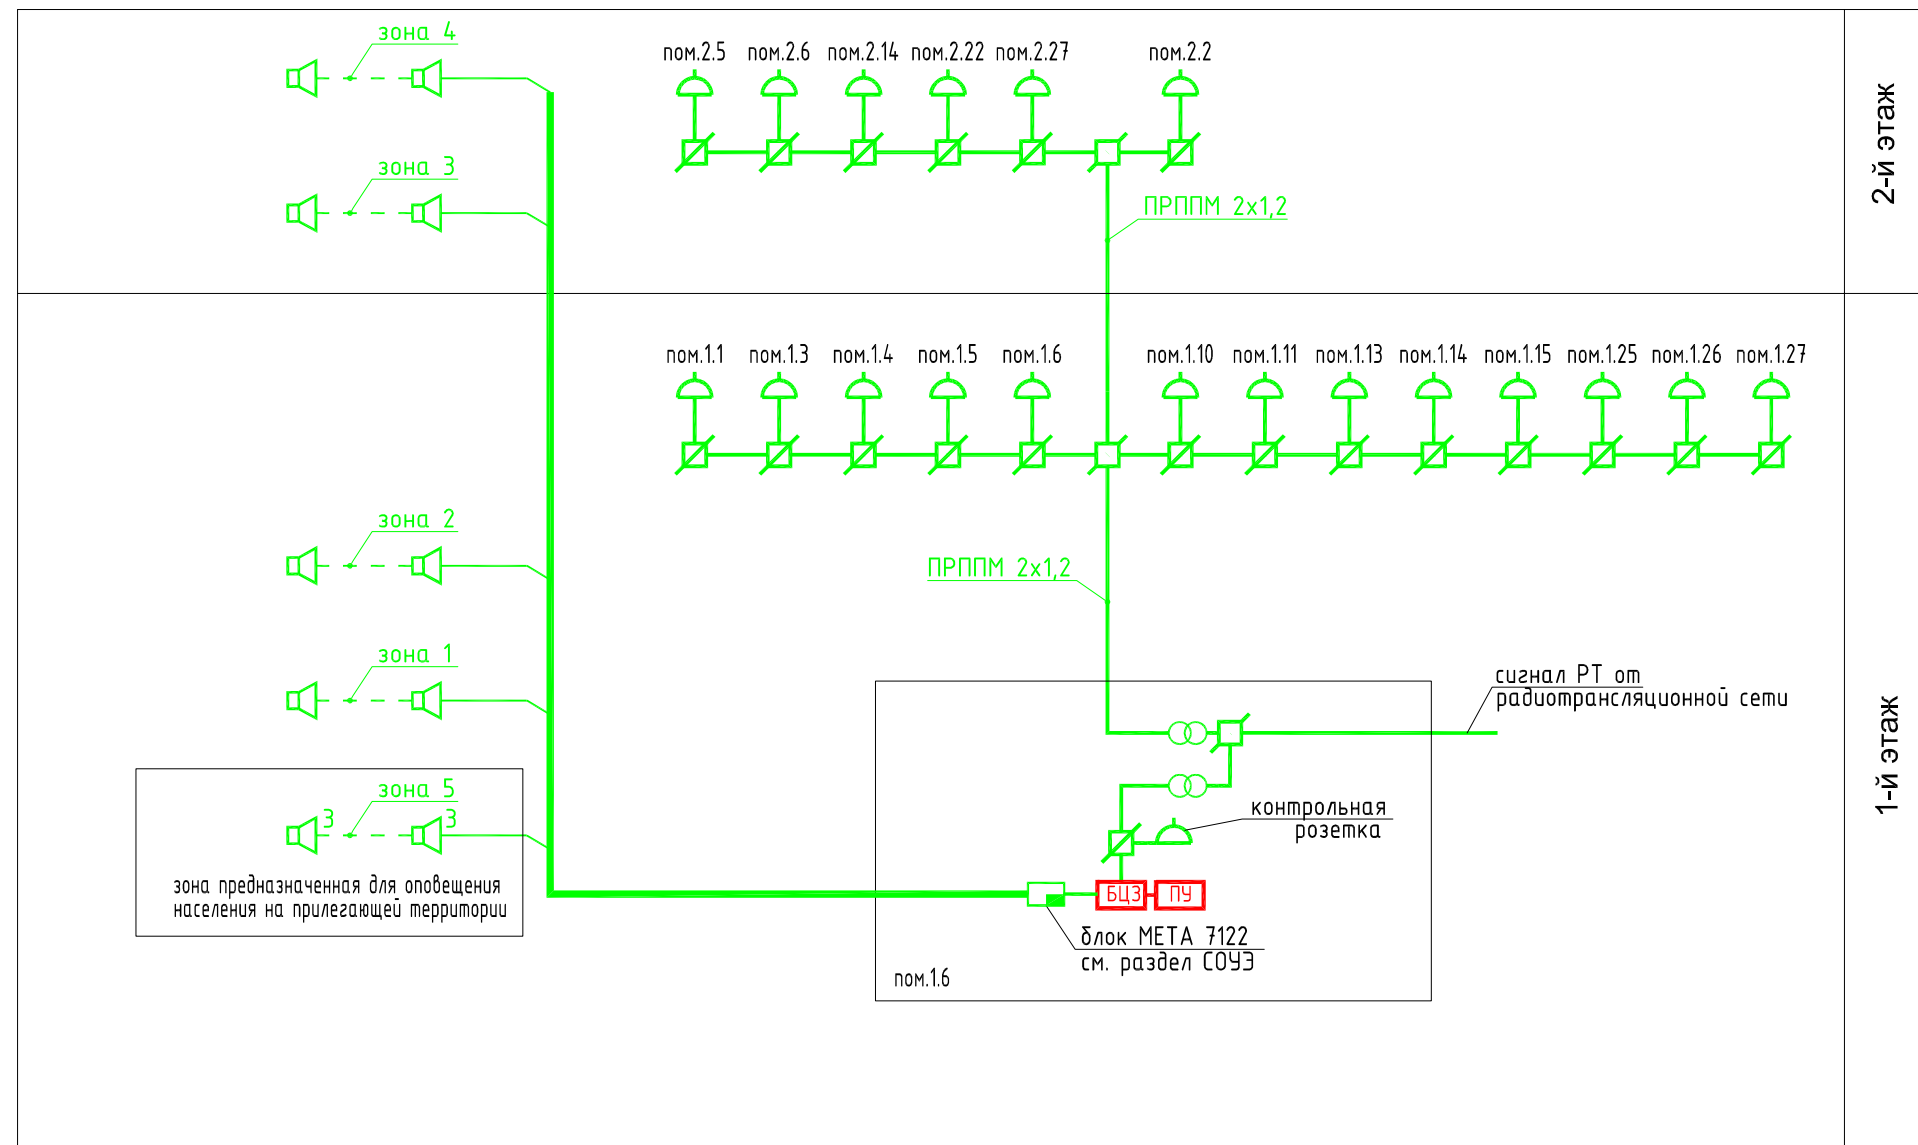 зона 4
пом.2.5 пом.2.6 пом.2.14 пом.2.22 пом.2.27 пом.2.2
2-й этаж
зона 3
ПРППМ 2х1,2
пом.1.1 пом.1.3 пом.1.4 пом.1.5 пом.1.6 пом.1.10 пом.1.11 пом.1.13 пом.1.14 пом.1.15 пом.1.25 пом.1.26 пом.1.27
зона 2
ПРППМ 2х1,2
зона 1
сигнал РТ от
радиотрансляционной сети
1-й этаж
зона 5
3 3
зона предназначенная для оповещения
населения на прилегающей территории
контрольная
розетка
БЦЗ ПУ
блок МЕТА 7122
см. раздел СОУЭ
пом.1.6